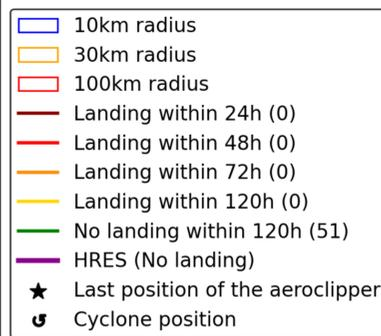 10km radius
30km radius
100km radius
Landing within 24h (0)
Landing within 48h (0)
Landing within 72h (0)
Landing within 120h (0)
No landing within 120h (51)
HRES (No landing)
Last position of the aeroclipper
Cyclone position